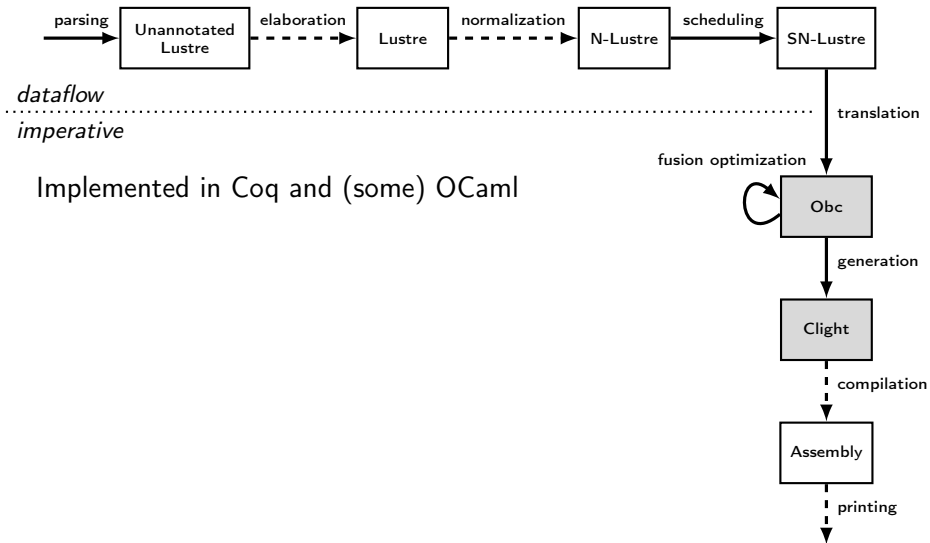 parsing
Unannotated
Lustre
elaboration
Lustre
normalization
N-Lustre
scheduling
SN-Lustre
dataflow
imperative
translation
Implemented in Coq and (some) OCaml
fusion optimization
Obc
generation
Clight
compilation
Assembly
printing